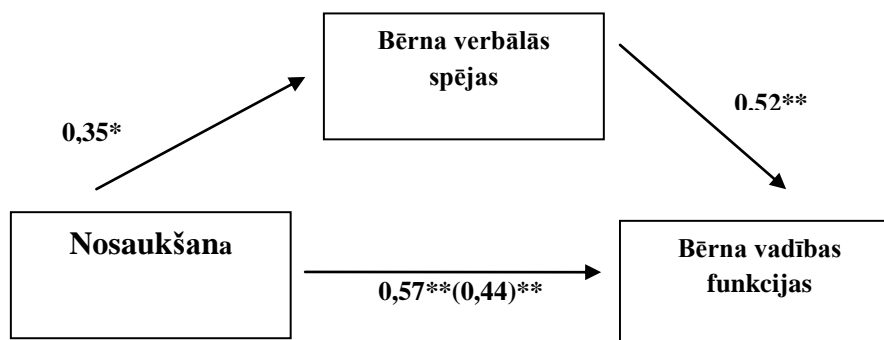 Bērna verbālās
spējas
0,35*
0,52**
Nosaukšana
Bērna vadības
funkcijas
0,57**(0,44)**